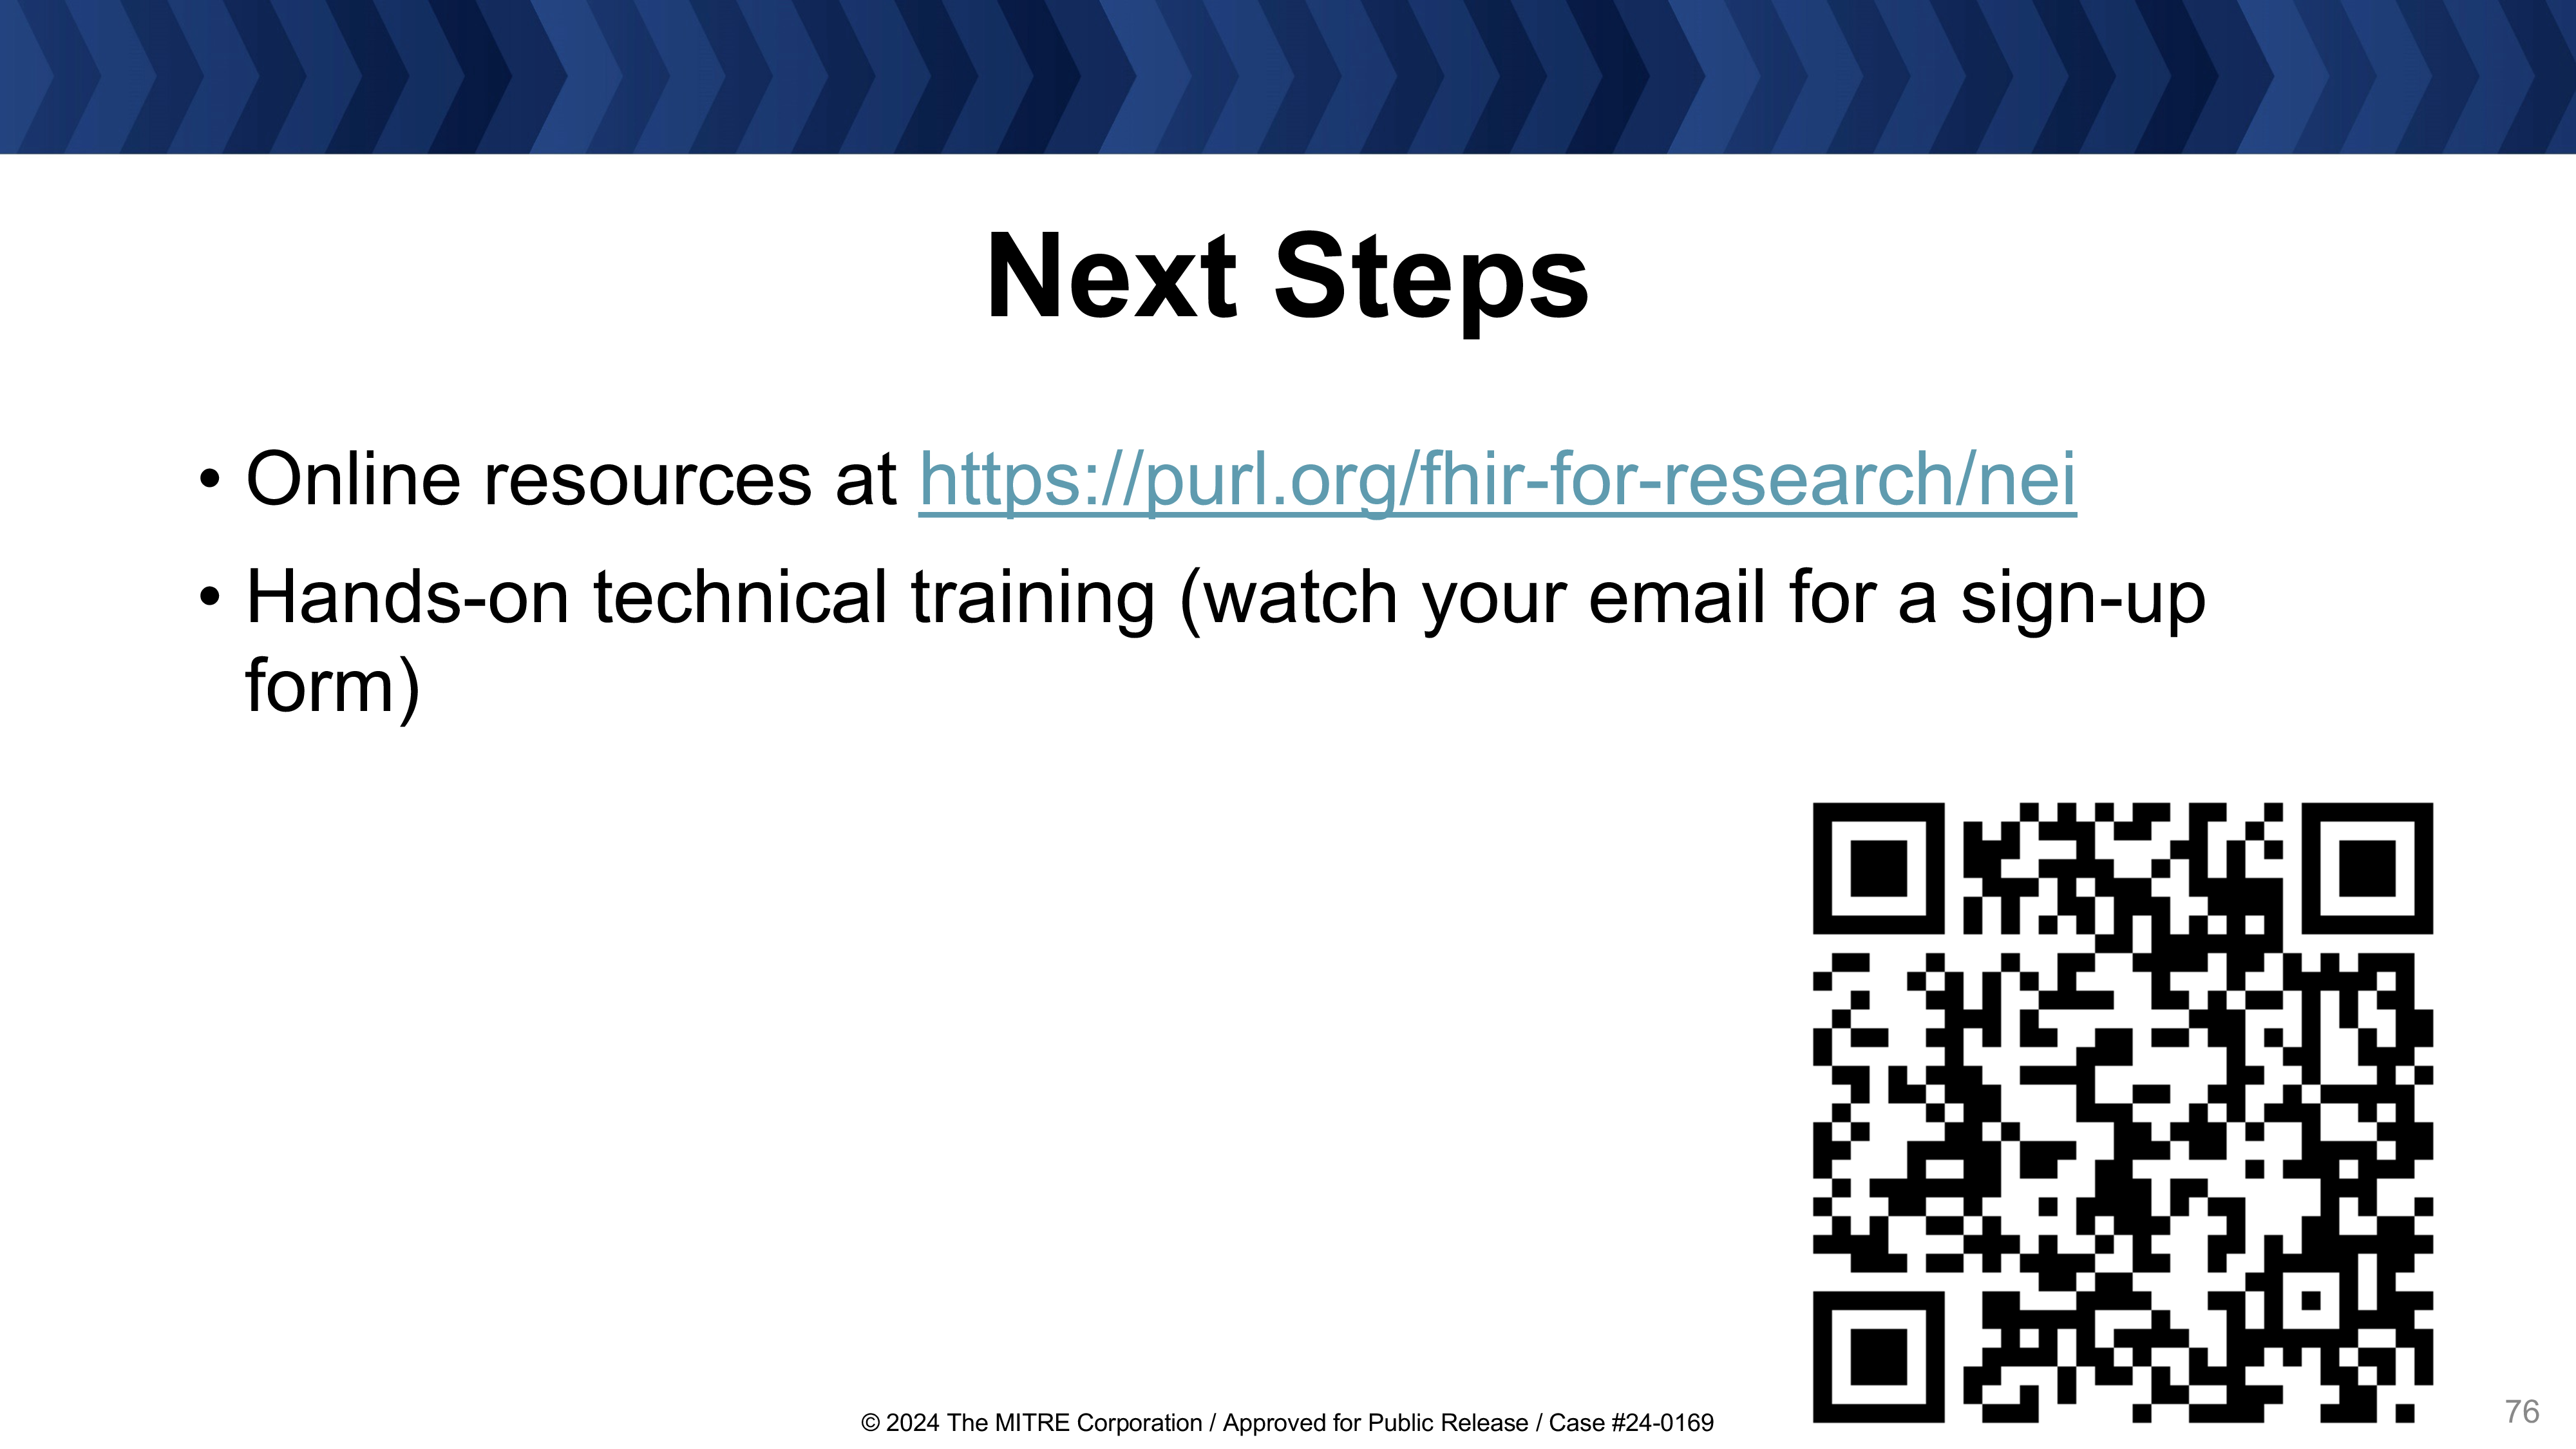 Next Steps
• Online resources at https://purl.org/fhir-for-research/nei
• Hands-on technical training (watch your email for a sign-up
form)
© 2024 The MITRE Corporation / Approved for Public Release / Case #24-0169
76